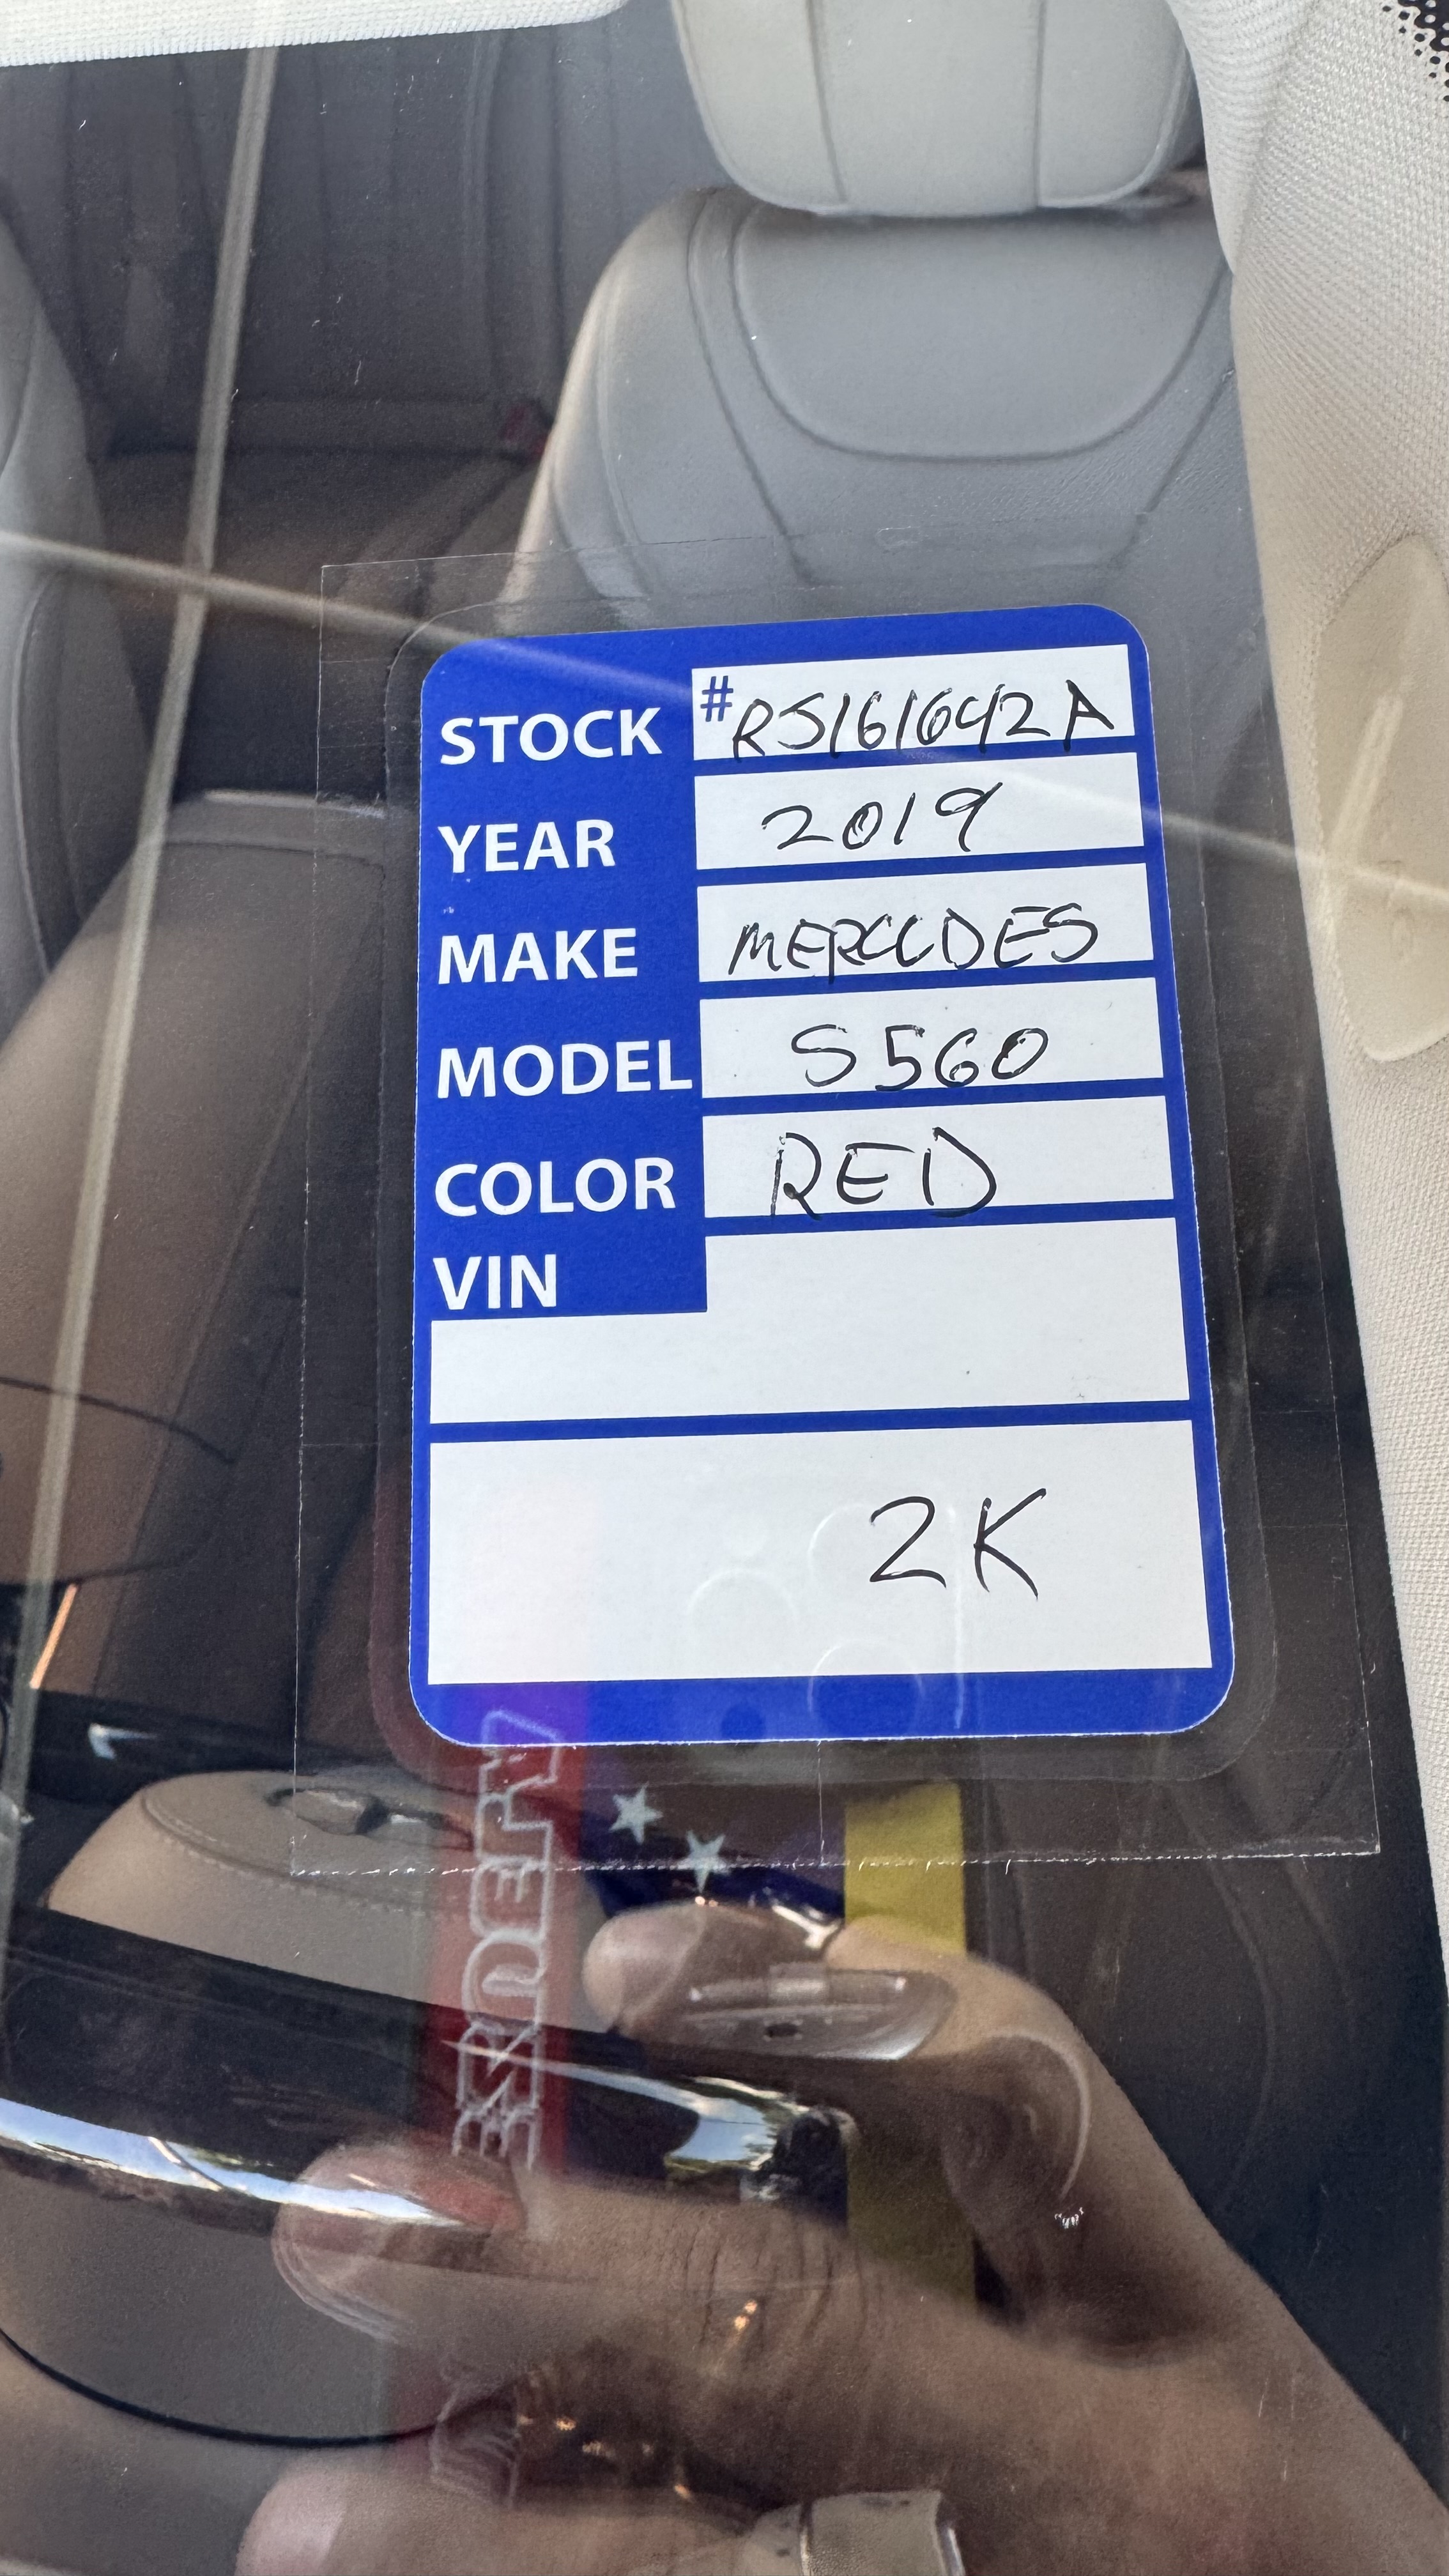 STOCK #RS161642A
YEAR 2019
MAKE MERCCDES
MODEL S560
COLOR RED
VIN
2K